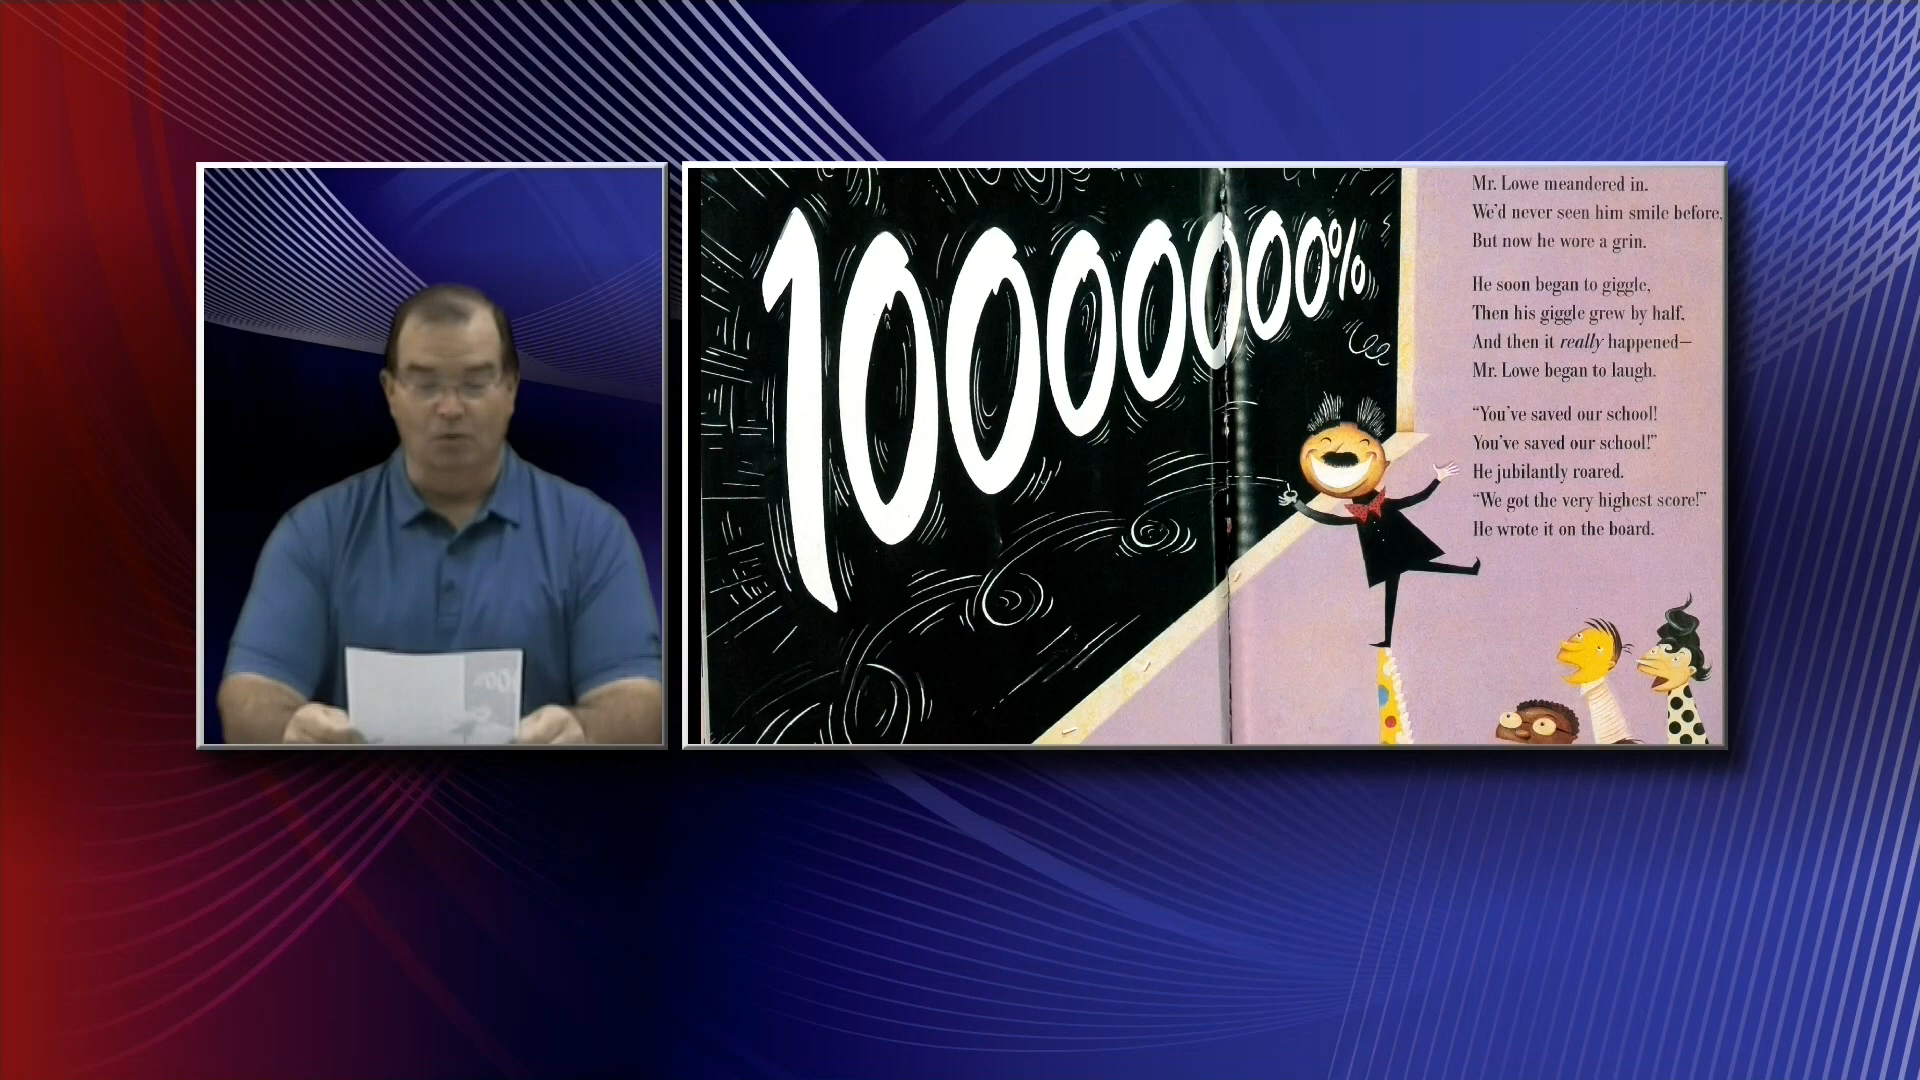 10000000%
Mr. Lowe meandered in.
We'd never seen him smile before,
But now he wore a grin.
He soon began to giggle,
Then his giggle grew by half,
And then it really happened—
Mr. Lowe began to laugh.
“You've saved our school!
You've saved our school!”
He jubilantly roared.
“We got the very highest score!”
He wrote it on the board.